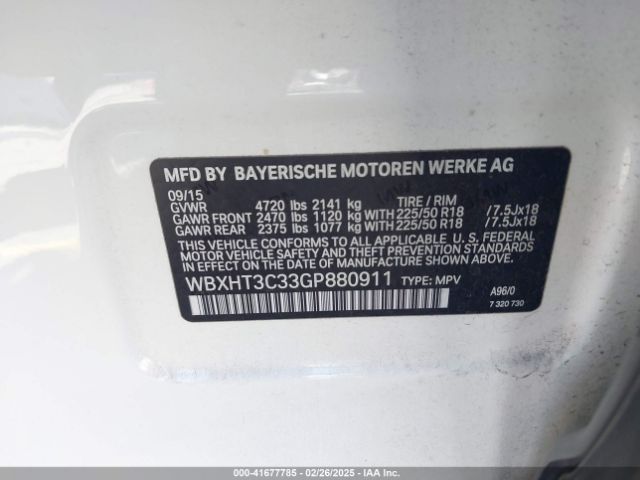 MFD BY BAYERISCHE MOTOREN WERKE AG
09/15
GVWR 4720 lbs 2141 kg TIRE / RIM
GAWR FRONT 2470 lbs 1120 kg WITH 225/50 R18 /7.5Jx18
GAWR REAR 2375 lbs 1077 kg WITH 225/50 R18 /7.5Jx18
THIS VEHICLE CONFORMS TO ALL APPLICABLE U. S. FEDERAL
MOTOR VEHICLE SAFETY AND THEFT PREVENTION STANDARDS
IN EFFECT ON THE DATE OF MANUFACTURE SHOWN ABOVE.
WBXHT3C33GP880911 TYPE: MPV
A96/0
7 320 730
000-41677785 | 02/26/2025 | IAA Inc.